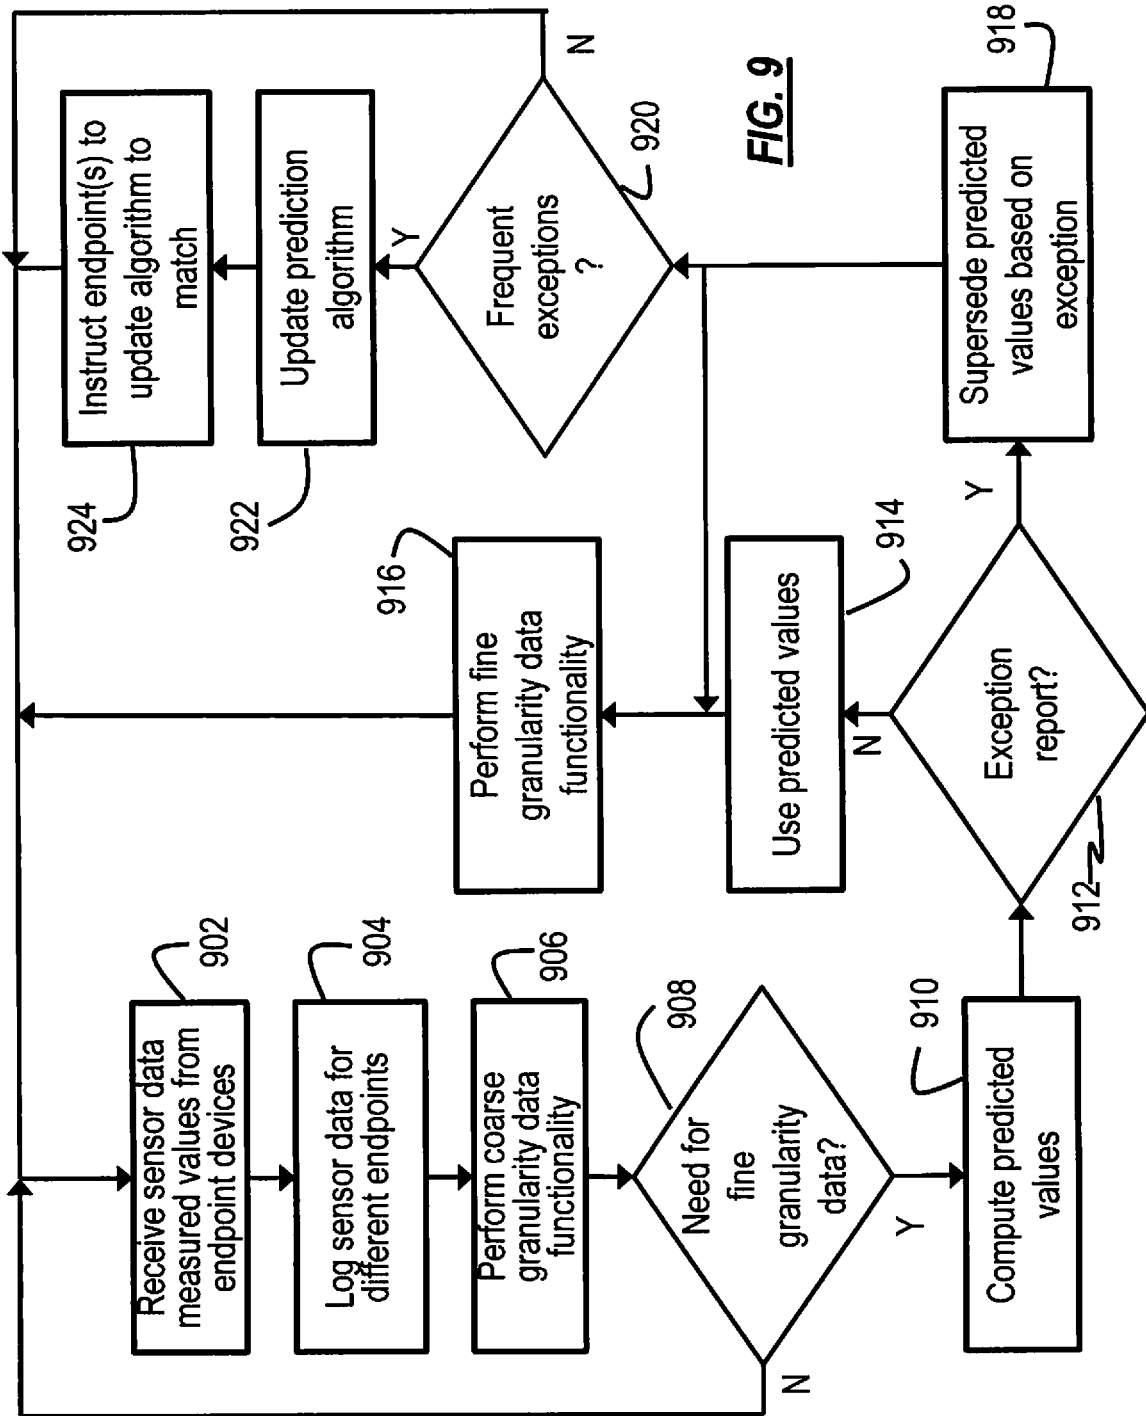 Receive sensor data
measured values from
endpoint devices
902
Log sensor data for
different endpoints
904
Perform coarse
granularity data
functionality
906
Need for
fine
granularity
data?
908
N
Y
Compute predicted
values
910
Exception
report?
912
N
Y
Use predicted values
914
Perform fine
granularity data
functionality
916
Supersede predicted
values based on
exception
918
Frequent
exceptions
?
920
N
Y
Update prediction
algorithm
922
Instruct endpoint(s) to
update algorithm to
match
924
FIG. 9